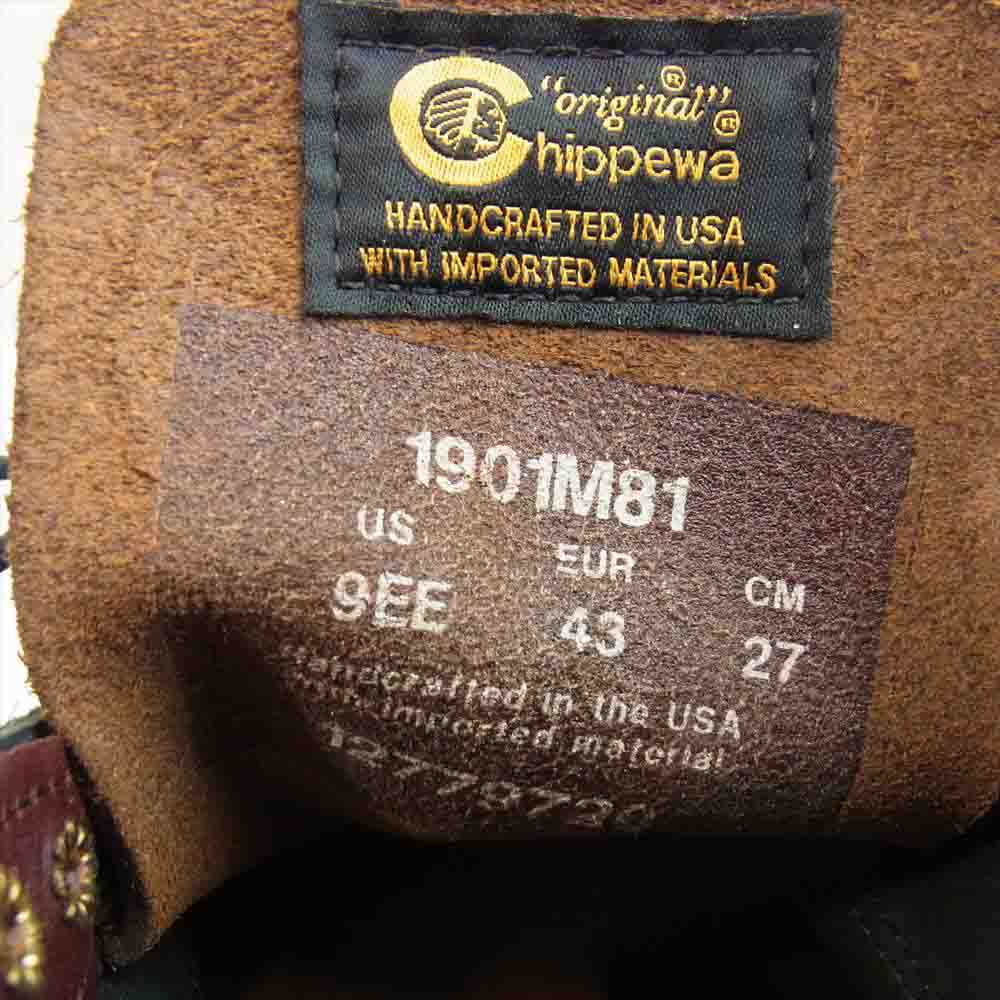 "original" ®
Chippewa ®
HANDCRAFTED IN USA
WITH IMPORTED MATERIALS
1901M81
US EUR CM
9EE 43 27
Handcrafted in the USA
with imported material